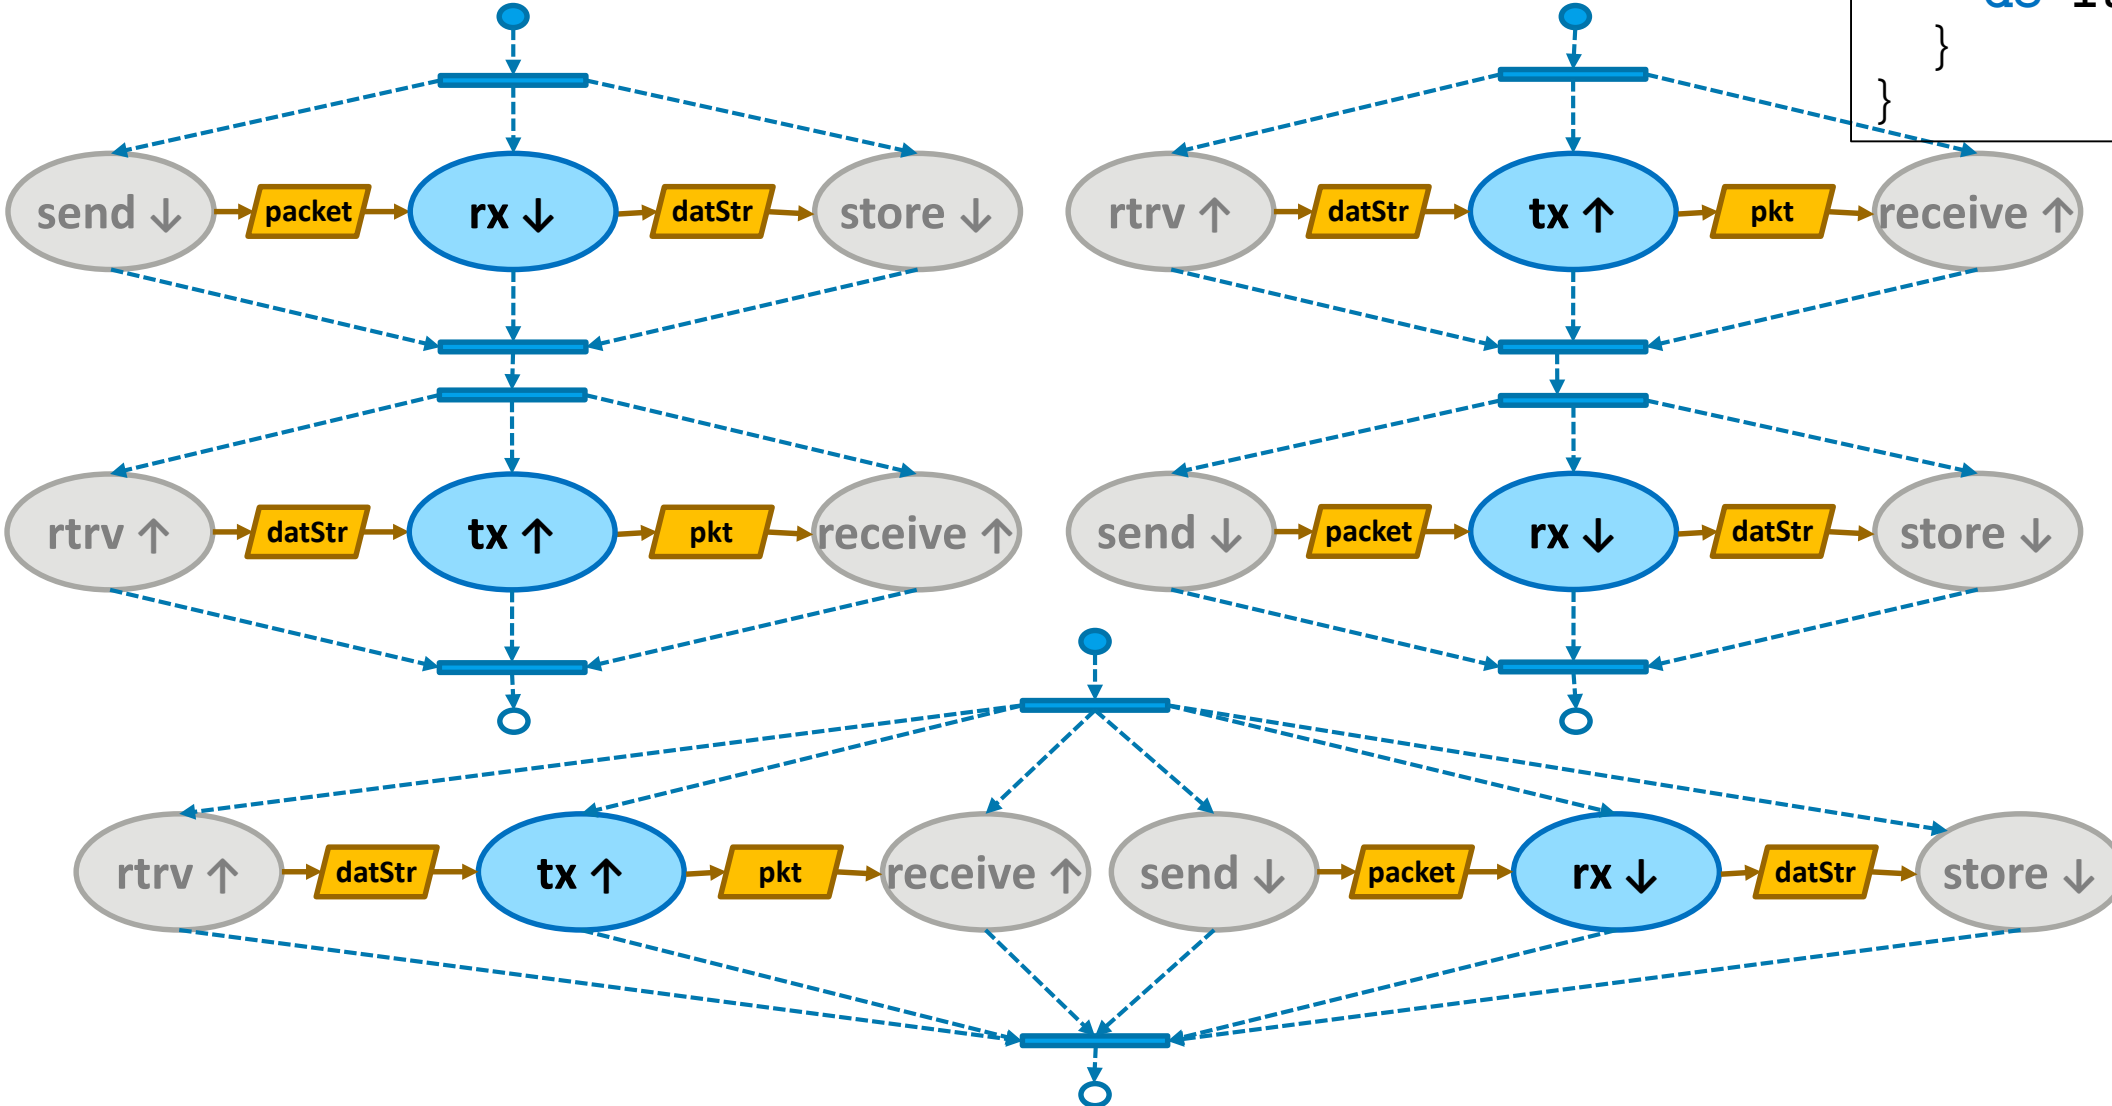 }
}
send ↓ packet rx ↓ datStr store ↓
rtrv ↑ datStr tx ↑ pkt receive ↑
rtrv ↑ datStr tx ↑ pkt receive ↑
send ↓ packet rx ↓ datStr store ↓
rtrv ↑ datStr tx ↑ pkt receive ↑ send ↓ packet rx ↓ datStr store ↓